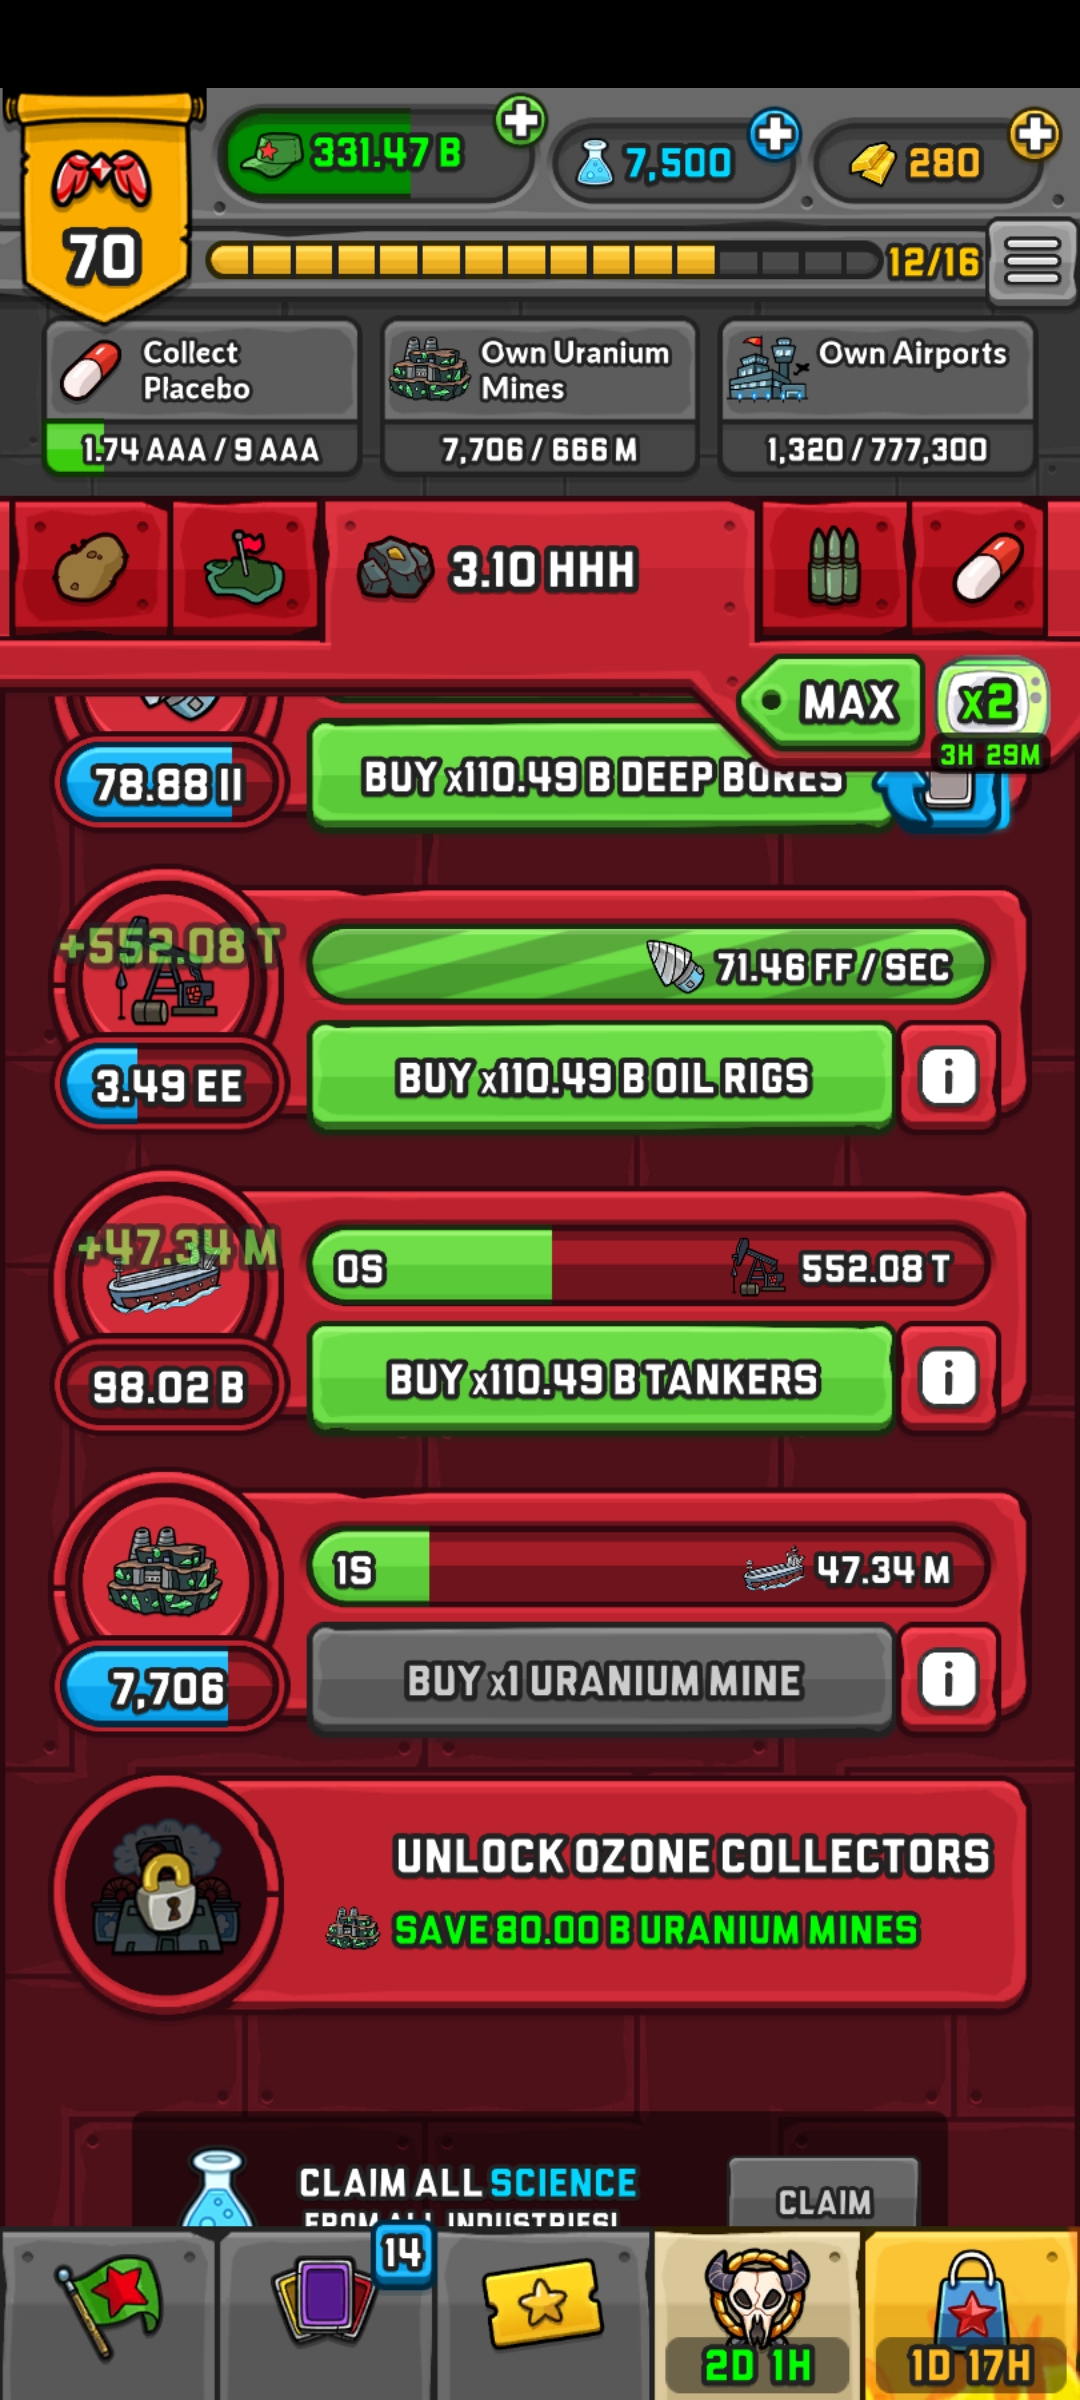 331.47 B
7,500
280
70
12/16
Collect
Placebo
1.74 AAA / 9 AAA
Own Uranium
Mines
7,706 / 666 M
Own Airports
1,320 / 777,300
3.10 HHH
MAX
x2
3H 29M
78.88 II
BUY x110.49 B DEEP BORES
+552.08 T
71.46 FF / SEC
3.49 EE
BUY x110.49 B OIL RIGS
i
+47.34 M
0S
552.08 T
98.02 B
BUY x110.49 B TANKERS
i
1S
47.34 M
7,706
BUY x1 URANIUM MINE
i
UNLOCK OZONE COLLECTORS
SAVE 80.00 B URANIUM MINES
CLAIM ALL SCIENCE
FROM ALL INDUSTRIES!
CLAIM
14
2D 1H
1D 17H